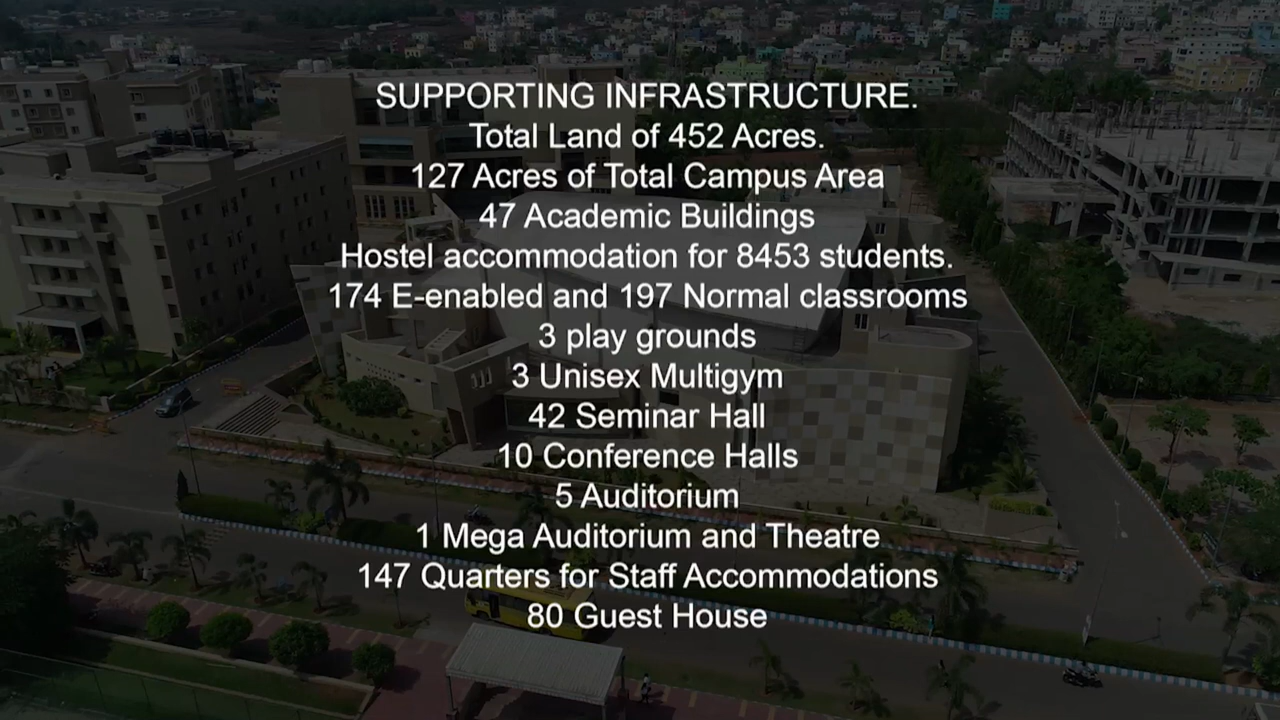 SUPPORTING INFRASTRUCTURE.
Total Land of 452 Acres.
127 Acres of Total Campus Area
47 Academic Buildings
Hostel accommodation for 8453 students.
174 E-enabled and 197 Normal classrooms
3 play grounds
3 Unisex Multigym
42 Seminar Hall
10 Conference Halls
5 Auditorium
1 Mega Auditorium and Theatre
147 Quarters for Staff Accommodations
80 Guest House